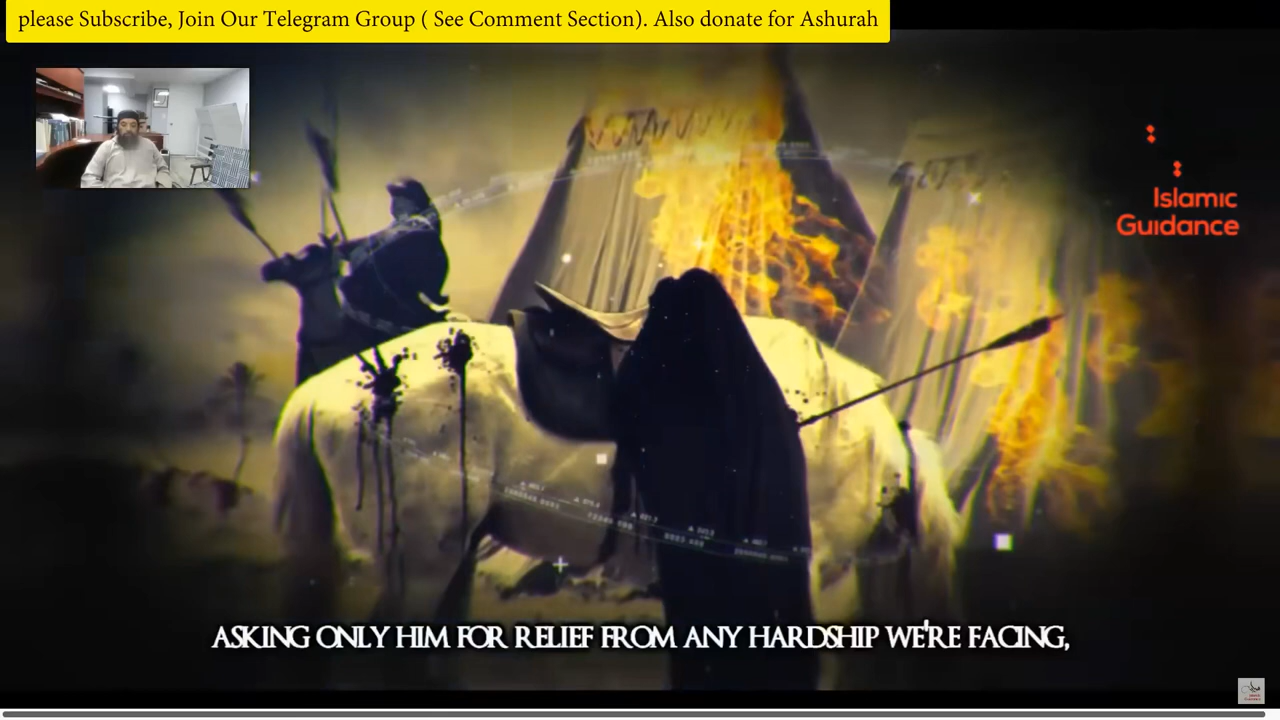 please Subscribe, Join Our Telegram Group ( See Comment Section). Also donate for Ashurah
Islamic
Guidance
ASKING ONLY HIM FOR RELIEF FROM ANY HARDSHIP WE'RE FACING,